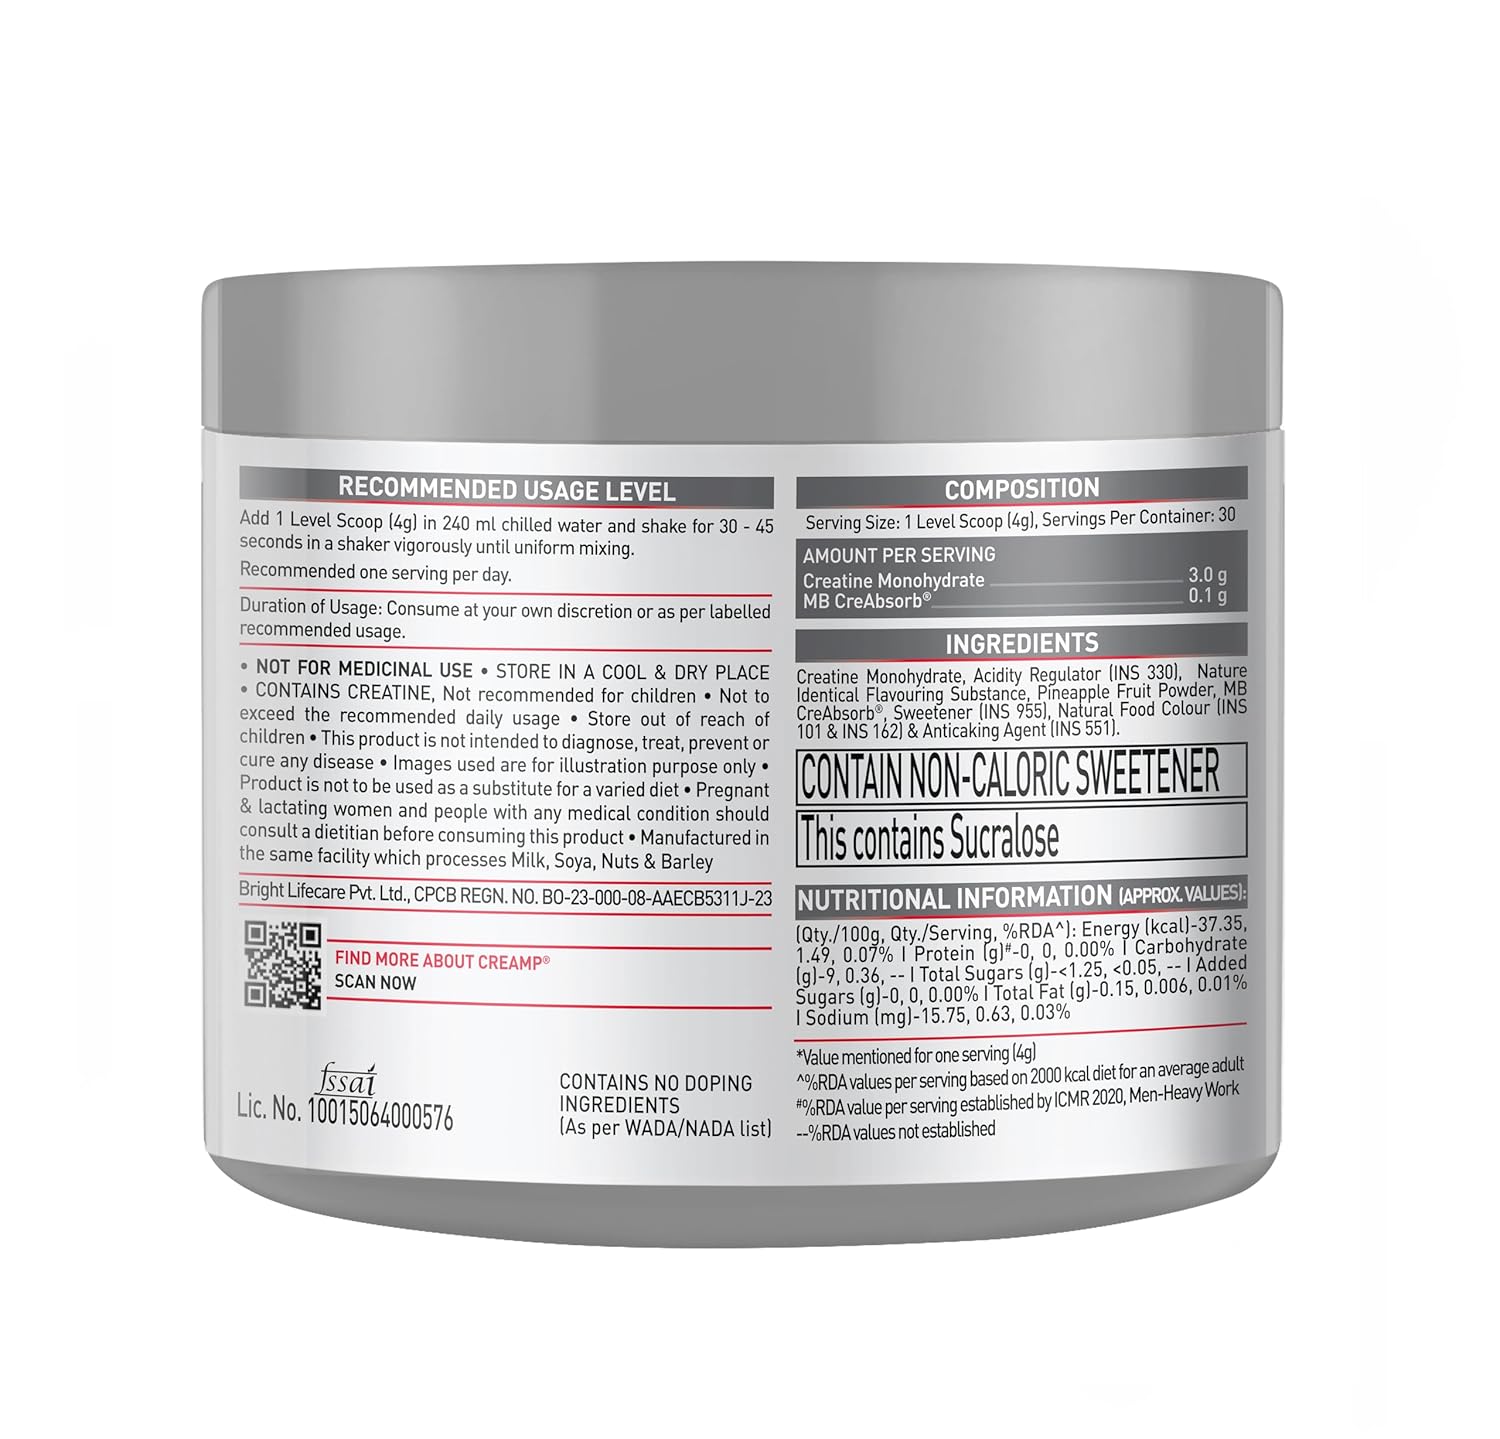 RECOMMENDED USAGE LEVEL
Add 1 Level Scoop (4g) in 240 ml chilled water and shake for 30 - 45
seconds in a shaker vigorously until uniform mixing.
Recommended one serving per day.
Duration of Usage: Consume at your own discretion or as per labelled
recommended usage.
• NOT FOR MEDICINAL USE • STORE IN A COOL & DRY PLACE
• CONTAINS CREATINE, Not recommended for children • Not to
exceed the recommended daily usage • Store out of reach of
children • This product is not intended to diagnose, treat, prevent or
cure any disease • Images used are for illustration purpose only •
Product is not to be used as a substitute for a varied diet • Pregnant
& lactating women and people with any medical condition should
consult a dietitian before consuming this product • Manufactured in
the same facility which processes Milk, Soya, Nuts & Barley
Bright Lifecare Pvt. Ltd., CPCB REGN. NO. BO-23-000-08-AAECB5311J-23
FIND MORE ABOUT CREAMP®
SCAN NOW
fssai
Lic. No. 10015064000576
CONTAINS NO DOPING
INGREDIENTS
(As per WADA/NADA list)
COMPOSITION
Serving Size: 1 Level Scoop (4g), Servings Per Container: 30
AMOUNT PER SERVING
Creatine Monohydrate 3.0 g
MB CreAbsorb® 0.1 g
INGREDIENTS
Creatine Monohydrate, Acidity Regulator (INS 330), Nature
Identical Flavouring Substance, Pineapple Fruit Powder, MB
CreAbsorb®, Sweetener (INS 955), Natural Food Colour (INS
101 & INS 162) & Anticaking Agent (INS 551).
CONTAIN NON-CALORIC SWEETENER
This contains Sucralose
NUTRITIONAL INFORMATION (APPROX. VALUES):
(Qty./100g, Qty./Serving, %RDA^): Energy (kcal)-37.35,
1.49, 0.07% | Protein (g)#-0, 0, 0.00% | Carbohydrate
(g)-9, 0.36, -- | Total Sugars (g)-<1.25, <0.05, -- | Added
Sugars (g)-0, 0, 0.00% | Total Fat (g)-0.15, 0.006, 0.01%
| Sodium (mg)-15.75, 0.63, 0.03%
*Value mentioned for one serving (4g)
^%RDA values per serving based on 2000 kcal diet for an average adult
#%RDA value per serving established by ICMR 2020, Men-Heavy Work
--%RDA values not established